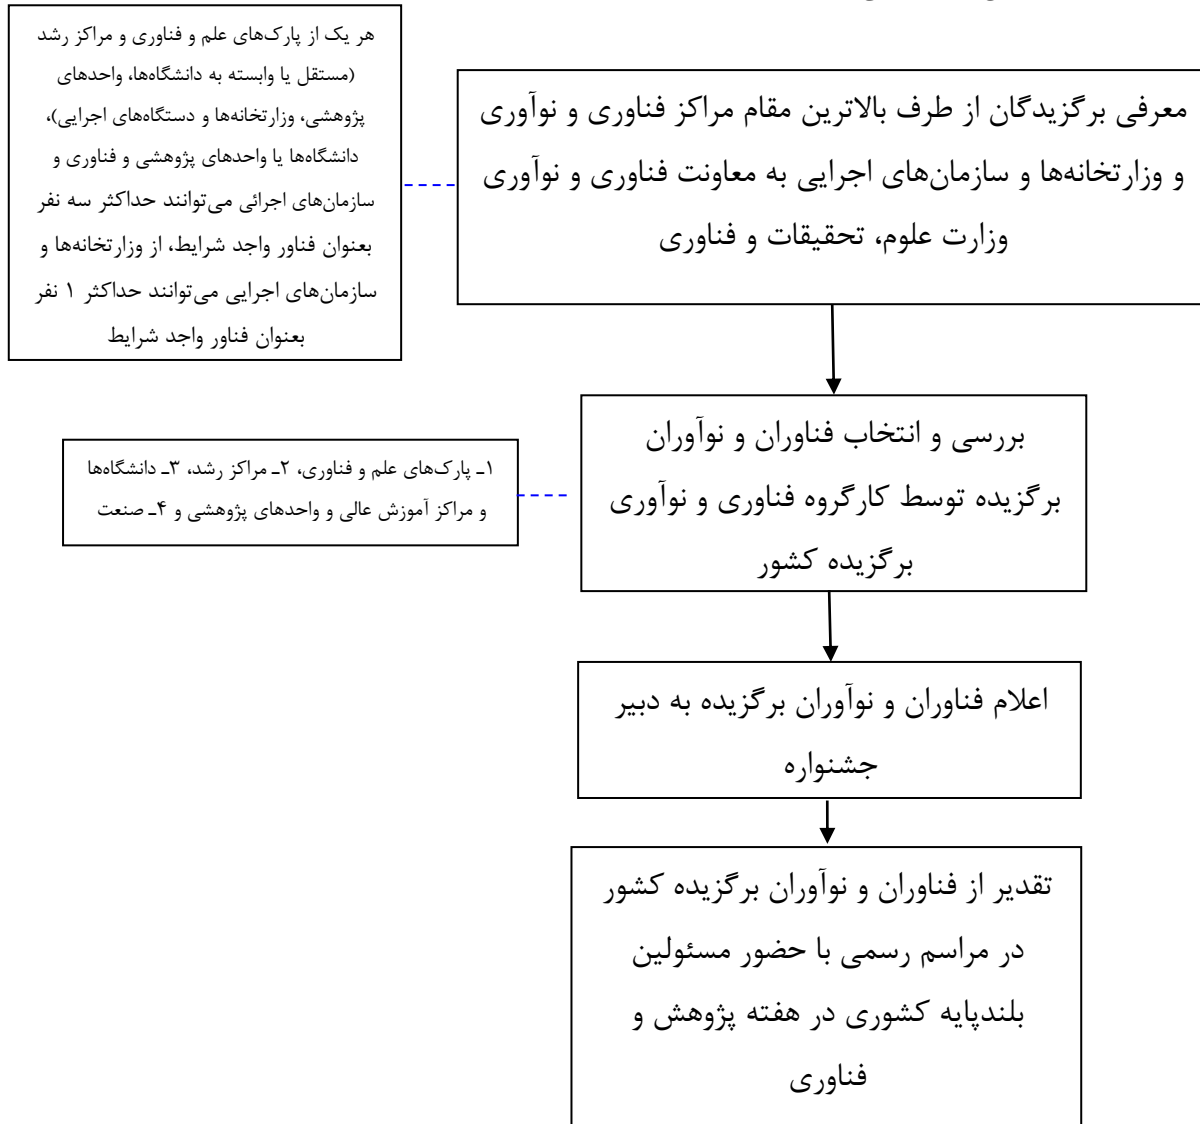 هر یک از پارک‌های علم و فناوری و مراکز رشد
(مستقل یا وابسته به دانشگاه‌ها، واحدهای
پژوهشی، وزارتخانه‌ها و دستگاه‌های اجرایی)،
دانشگاه‌ها یا واحدهای پژوهشی و فناوری و
سازمان‌های اجرائی می‌توانند حداکثر سه نفر
بعنوان فناور واجد شرایط، از وزارتخانه‌ها و
سازمان‌های اجرایی می‌توانند حداکثر ۱ نفر
بعنوان فناور واجد شرایط
معرفی برگزیدگان از طرف بالاترین مقام مراکز فناوری و نوآوری
و وزارتخانه‌ها و سازمان‌های اجرایی به معاونت فناوری و نوآوری
وزارت علوم، تحقیقات و فناوری
بررسی و انتخاب فناوران و نوآوران
برگزیده توسط کارگروه فناوری و نوآوری
برگزیده کشور
۱ـ پارک‌های علم و فناوری، ۲ـ مراکز رشد، ۳ـ دانشگاه‌ها
و مراکز آموزش عالی و واحدهای پژوهشی و ۴ـ صنعت
اعلام فناوران و نوآوران برگزیده به دبیر
جشنواره
تقدیر از فناوران و نوآوران برگزیده کشور
در مراسم رسمی با حضور مسئولین
بلندپایه کشوری در هفته پژوهش و
فناوری